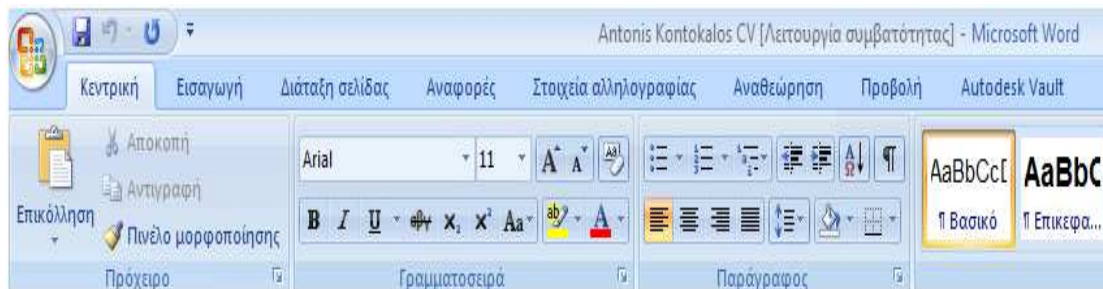 Antonis Kontokalos CV [Λειτουργία συμβατότητας] - Microsoft Word
Κεντρική Εισαγωγή Διάταξη σελίδας Αναφορές Στοιχεία αλληλογραφίας Αναθεώρηση Προβολή Autodesk Vault
Επικόλληση
Αποκοπή
Αντιγραφή
Πινέλο μορφοποίησης
Πρόχειρο
Arial 11
Γραμματοσειρά
Παράγραφος
AaBbCcΙ AaBbC
¶ Βασικό ¶ Επικεφα...